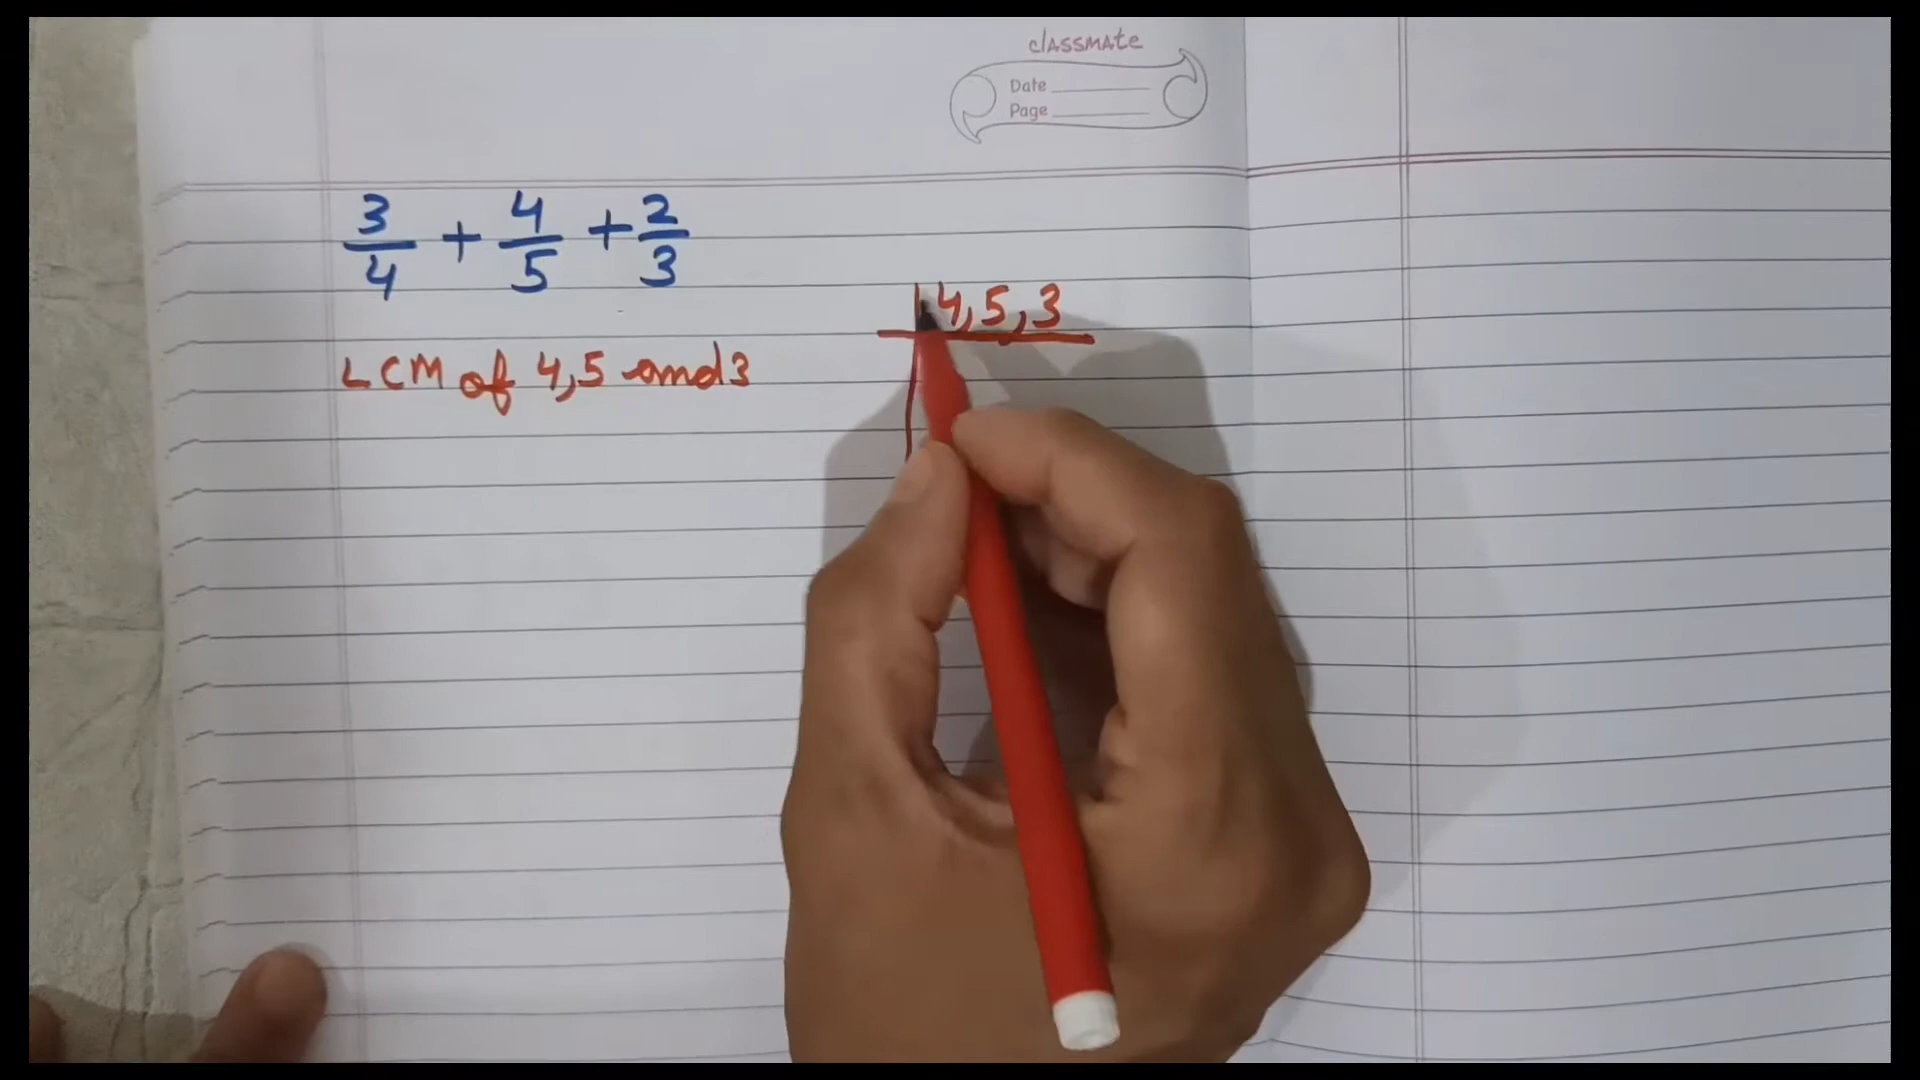 classmate
Date
Page
3/4 + 4/5 + 2/3
4,5,3
LCM of 4,5 and 3